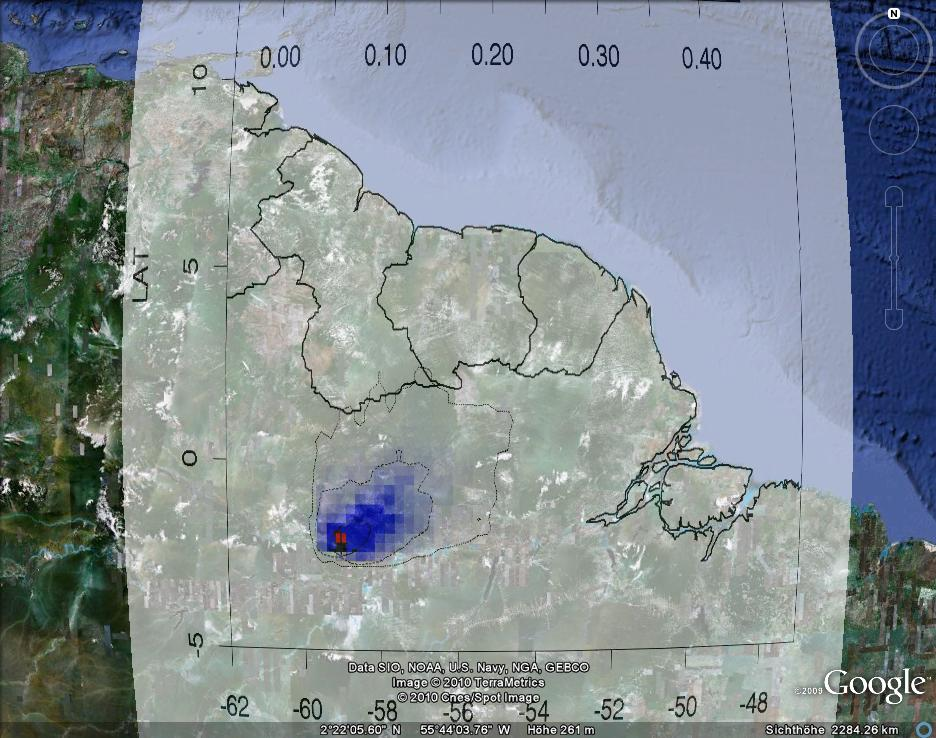 N
0.00 0.10 0.20 0.30 0.40
10
LAT
5
0
-5
Data SIO, NOAA, U.S. Navy, NGA, GEBCO
Image © 2010 TerraMetrics
© 2010 Cnes/Spot Image
©2009 Google™
-62 -60 -58 -56 -54 -52 -50 -48
2°22'05.60" N 55°44'03.76" W Höhe 261 m Sichthöhe 2284.26 km